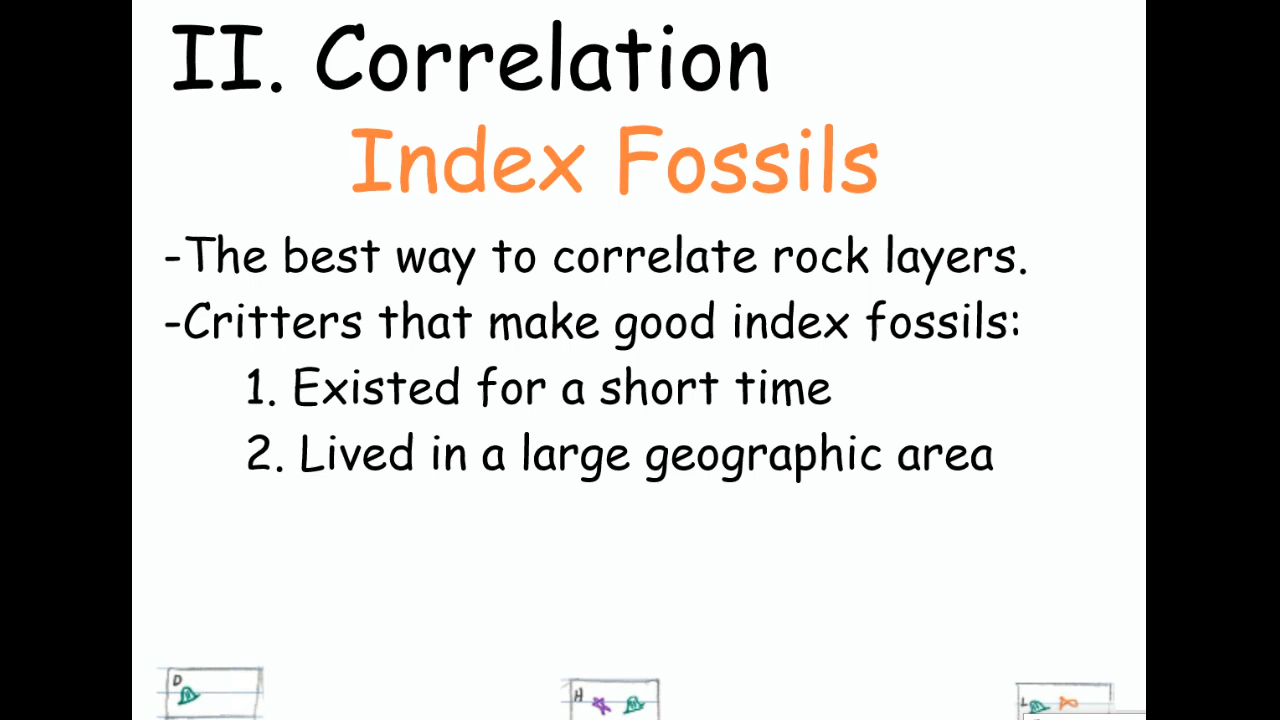 II. Correlation
Index Fossils
-The best way to correlate rock layers.
-Critters that make good index fossils:
1. Existed for a short time
2. Lived in a large geographic area
D
H
L